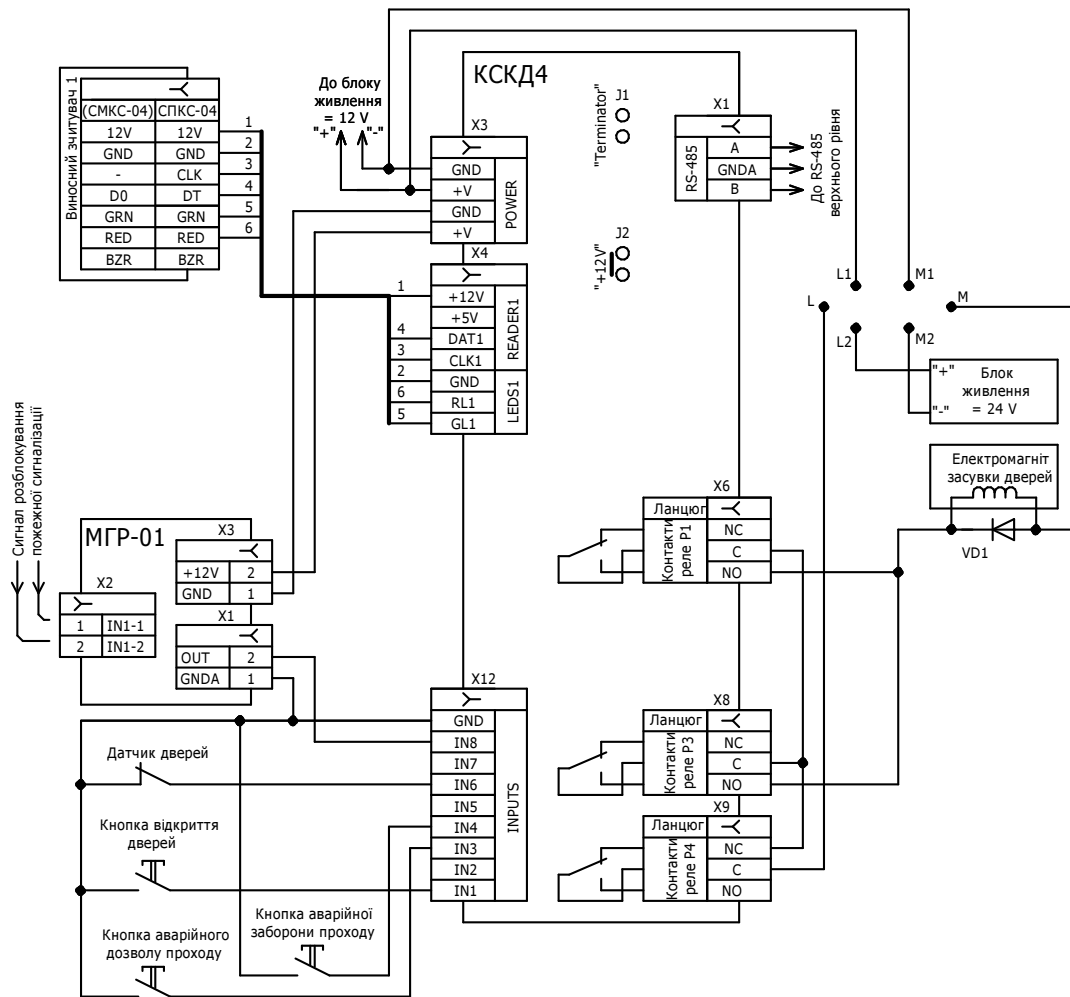 КСКД4
До блоку
живлення
= 12 V
"+"
"-"
Виносний зчитувач 1
(СМКС-04) СПКС-04
12V 12V 1
GND GND 2
- CLK 3
D0 DT 4
GRN GRN 5
RED RED 6
BZR BZR
X3
GND
+V
GND
+V
POWER
X4
1 +12V
+5V
4 DAT1
3 CLK1
2 GND
6 RL1
5 GL1
READER1
LEDS1
J1
"Terminator"
J2
"+12V"
X1
RS-485
A
GNDA
B
До RS-485
верхнього рівня
L1 M1
L M
L2 M2
"+" Блок
живлення
"-" = 24 V
Електромагніт
засувки дверей
VD1
Сигнал розблокування
пожежної сигналізації
МГР-01
X3
+12V 2
GND 1
X2
1 IN1-1
2 IN1-2
X1
OUT 2
GNDA 1
X12
GND
IN8
IN7
IN6
IN5
IN4
IN3
IN2
IN1
INPUTS
Датчик дверей
Кнопка відкриття
дверей
Кнопка аварійного
дозволу проходу
Кнопка аварійної
заборони проходу
X6
Ланцюг
Контакти
реле P1
NC
C
NO
X8
Ланцюг
Контакти
реле P3
NC
C
NO
X9
Ланцюг
Контакти
реле P4
NC
C
NO